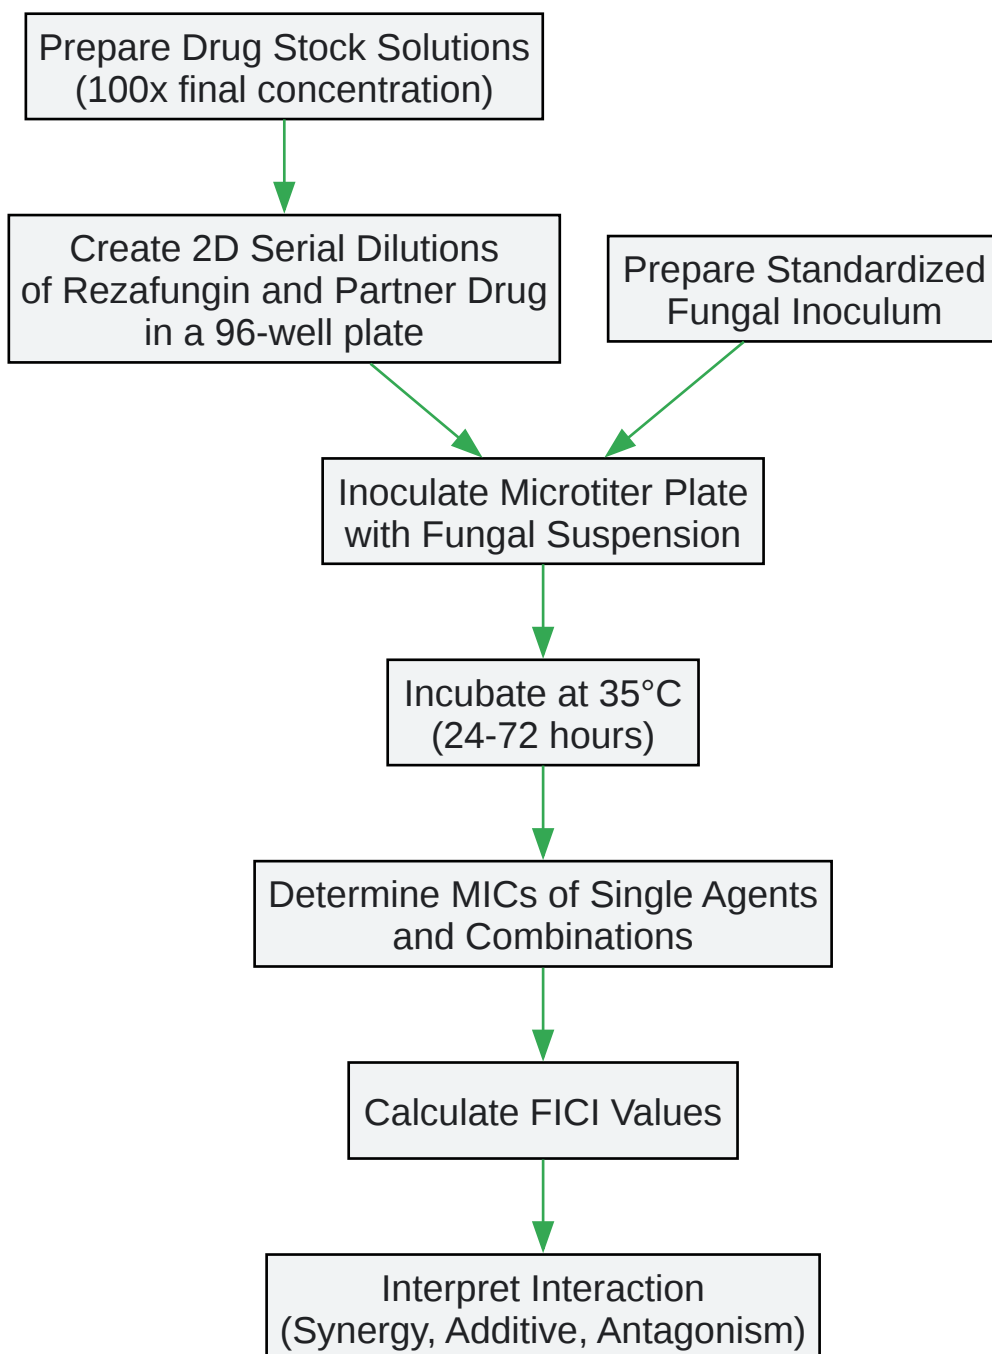 Prepare Drug Stock Solutions
(100x final concentration)
Create 2D Serial Dilutions
of Rezafungin and Partner Drug
in a 96-well plate
Prepare Standardized
Fungal Inoculum
Inoculate Microtiter Plate
with Fungal Suspension
Incubate at 35°C
(24-72 hours)
Determine MICs of Single Agents
and Combinations
Calculate FICI Values
Interpret Interaction
(Synergy, Additive, Antagonism)